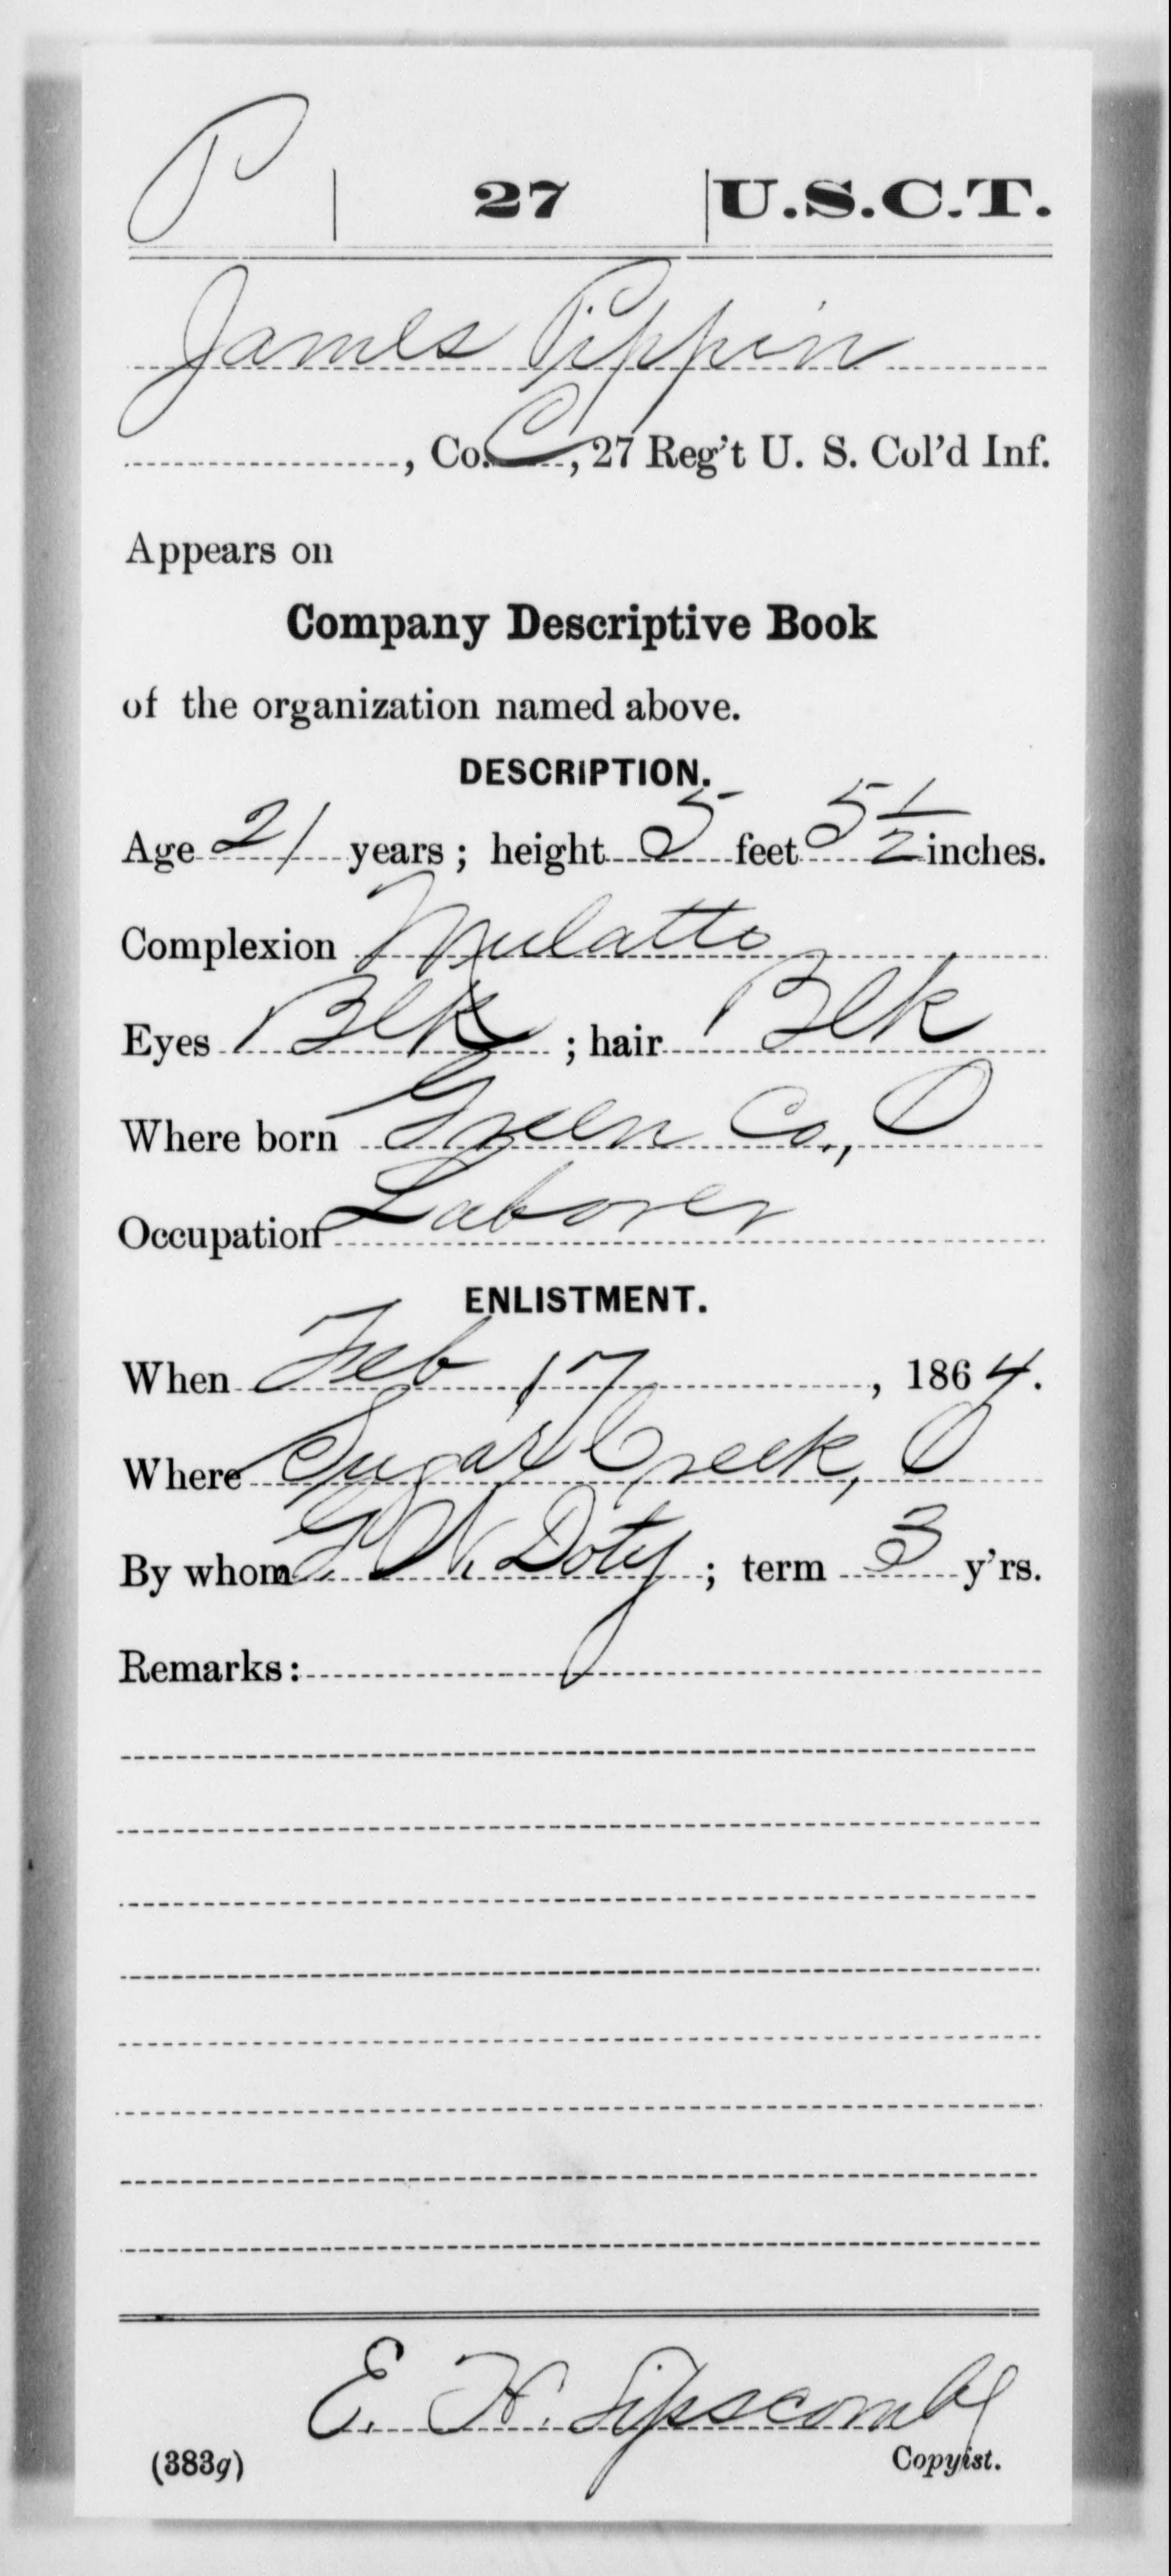 P | 27 | U.S.C.T.
James Pippin
, Co. C, 27 Reg't U. S. Col'd Inf.
Appears on
Company Descriptive Book
of the organization named above.
DESCRIPTION.
Age 21 years; height 5 feet 5 1/2 inches.
Complexion Mulatto
Eyes Blk; hair Blk
Where born Green Co., O
Occupation Laborer
ENLISTMENT.
When Feb 17, 1864.
Where Sugar Creek, O
By whom G. W. Doty; term 3 y'rs.
Remarks:
E. H. Lipscomb
(383g) Copyist.